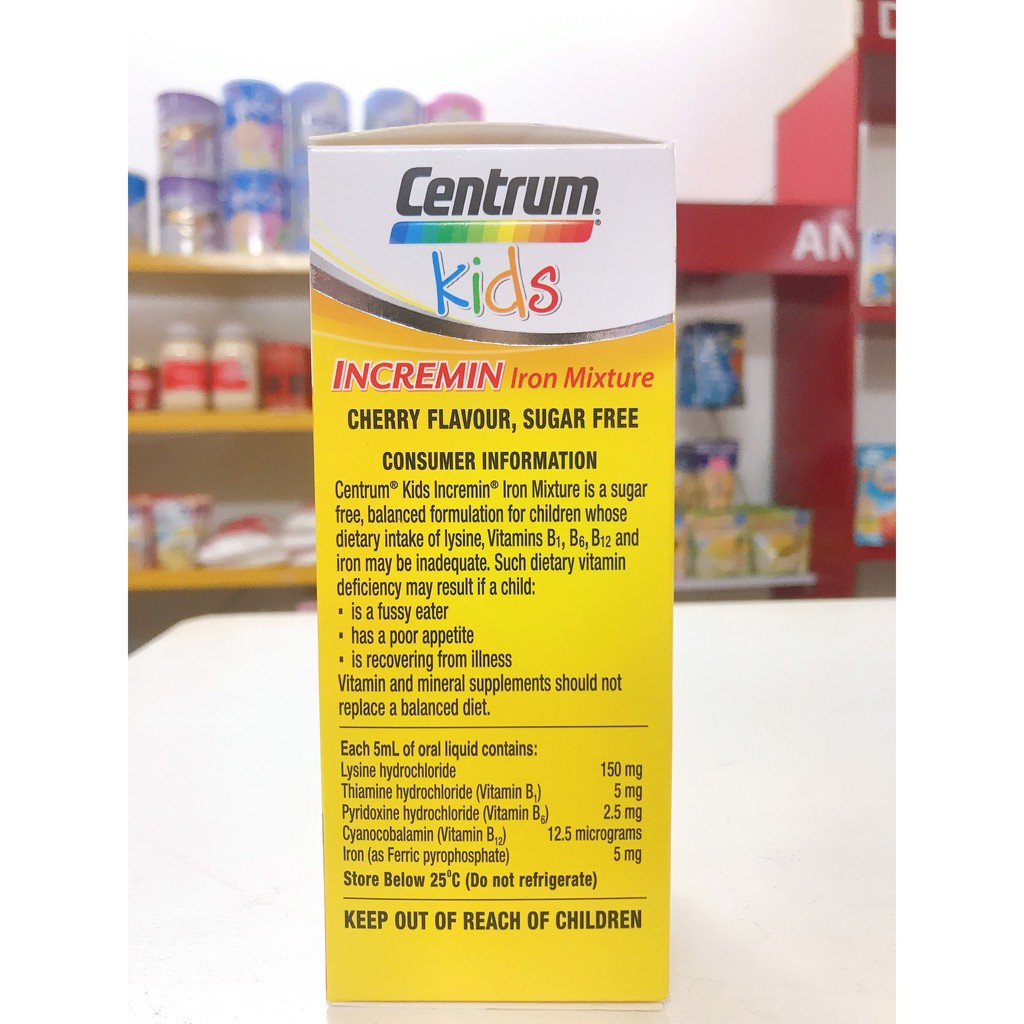 Centrum®
Kids
INCREMIN Iron Mixture
CHERRY FLAVOUR, SUGAR FREE
CONSUMER INFORMATION
Centrum® Kids Incremin® Iron Mixture is a sugar
free, balanced formulation for children whose
dietary intake of lysine, Vitamins B₁, B₆, B₁₂ and
iron may be inadequate. Such dietary vitamin
deficiency may result if a child:
▪ is a fussy eater
▪ has a poor appetite
▪ is recovering from illness
Vitamin and mineral supplements should not
replace a balanced diet.
Each 5mL of oral liquid contains:
Lysine hydrochloride 150 mg
Thiamine hydrochloride (Vitamin B₁) 5 mg
Pyridoxine hydrochloride (Vitamin B₆) 2.5 mg
Cyanocobalamin (Vitamin B₁₂) 12.5 micrograms
Iron (as Ferric pyrophosphate) 5 mg
Store Below 25⁰C (Do not refrigerate)
KEEP OUT OF REACH OF CHILDREN